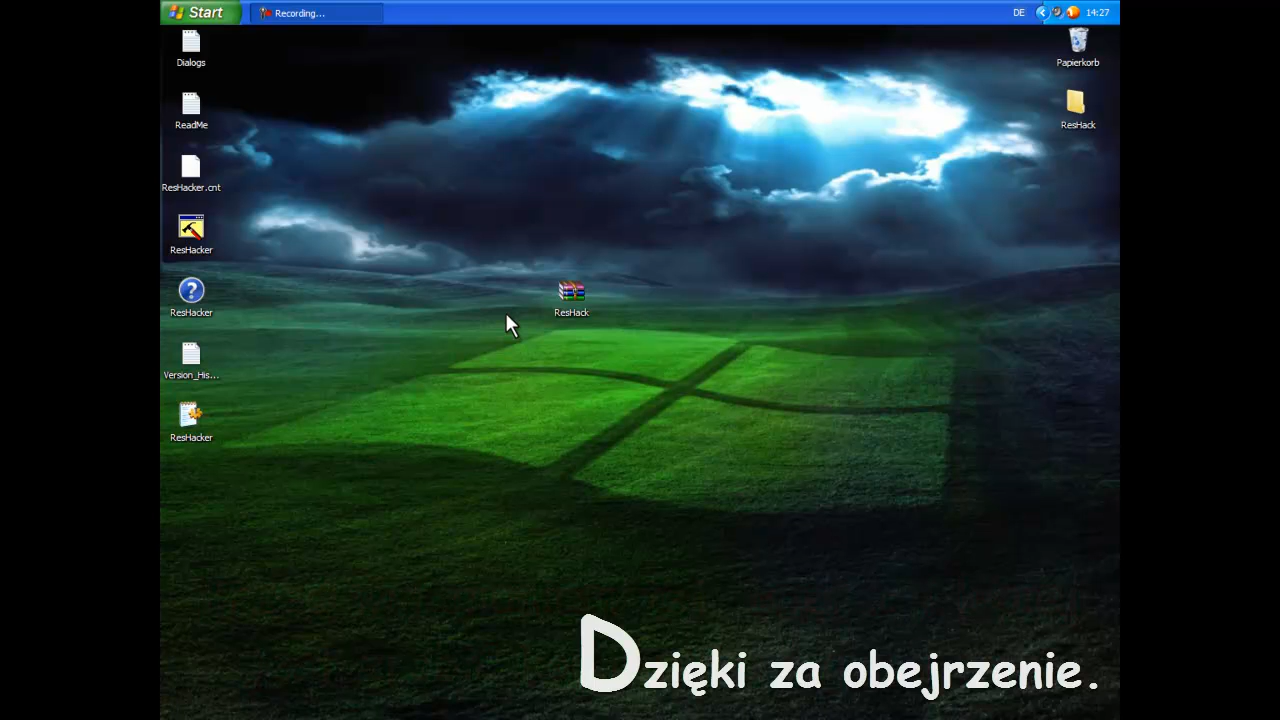 Start
Recording...
DE
14:27
Dialogs
ReadMe
ResHacker.cnt
ResHacker
ResHacker
Version_His...
ResHacker
ResHack
Papierkorb
ResHack
Dzięki za obejrzenie.